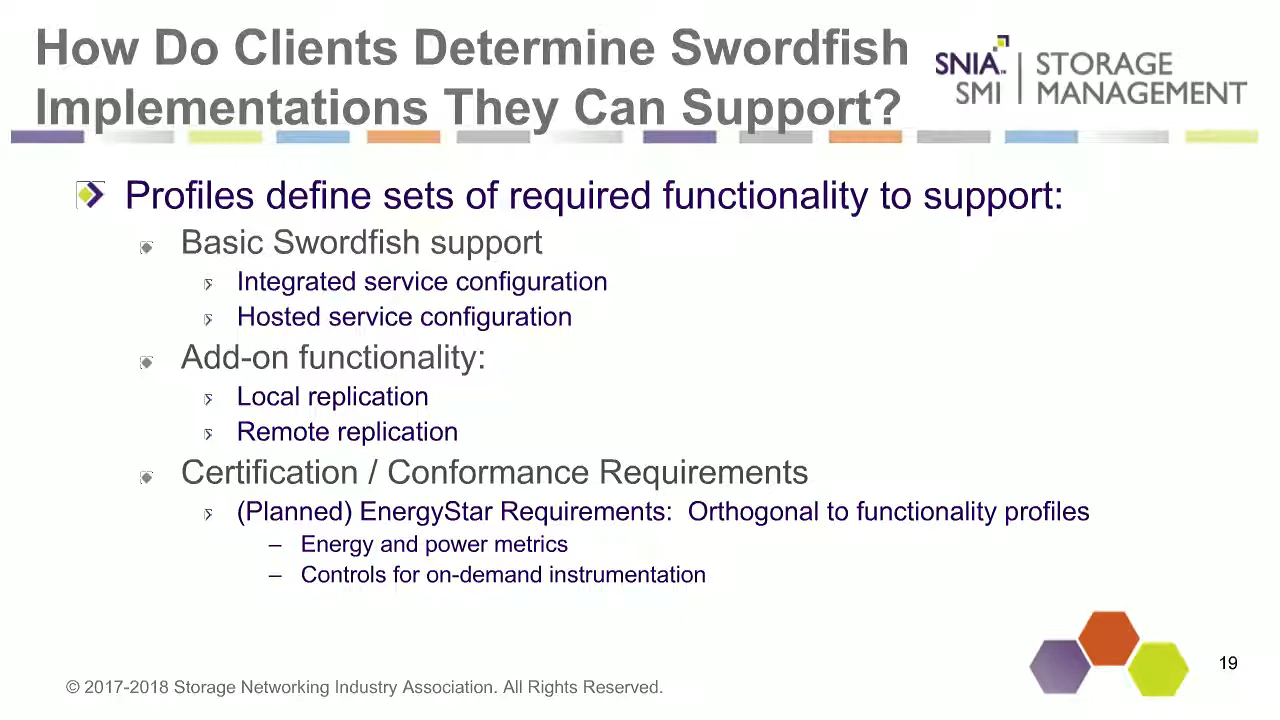 How Do Clients Determine Swordfish
Implementations They Can Support?
SNIA™ | STORAGE
SMI | MANAGEMENT
Profiles define sets of required functionality to support:
Basic Swordfish support
Integrated service configuration
Hosted service configuration
Add-on functionality:
Local replication
Remote replication
Certification / Conformance Requirements
(Planned) EnergyStar Requirements: Orthogonal to functionality profiles
– Energy and power metrics
– Controls for on-demand instrumentation
19
© 2017-2018 Storage Networking Industry Association. All Rights Reserved.